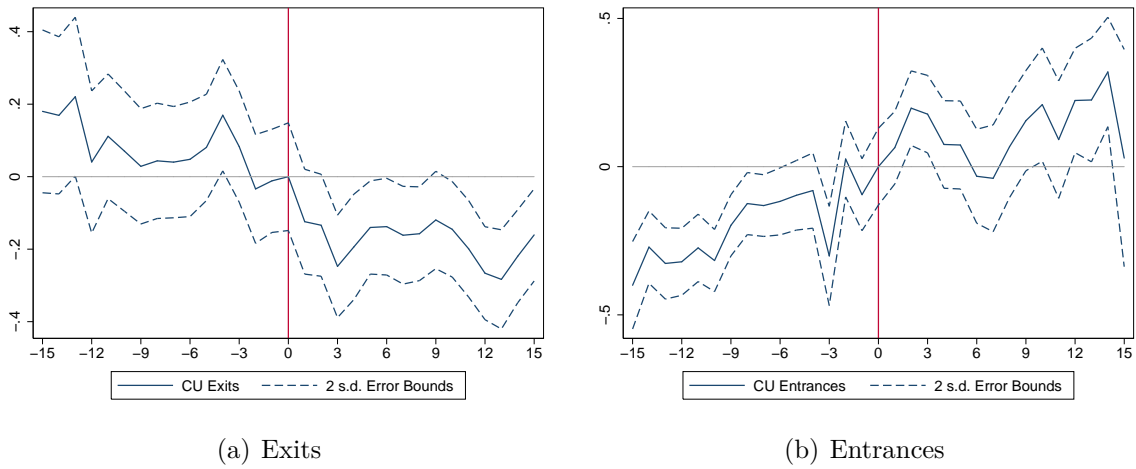 .4
.2
0
−.2
−.4
−15 −12 −9 −6 −3 0 3 6 9 12 15
CU Exits 2 s.d. Error Bounds
(a) Exits
.5
0
−.5
−15 −12 −9 −6 −3 0 3 6 9 12 15
CU Entrances 2 s.d. Error Bounds
(b) Entrances